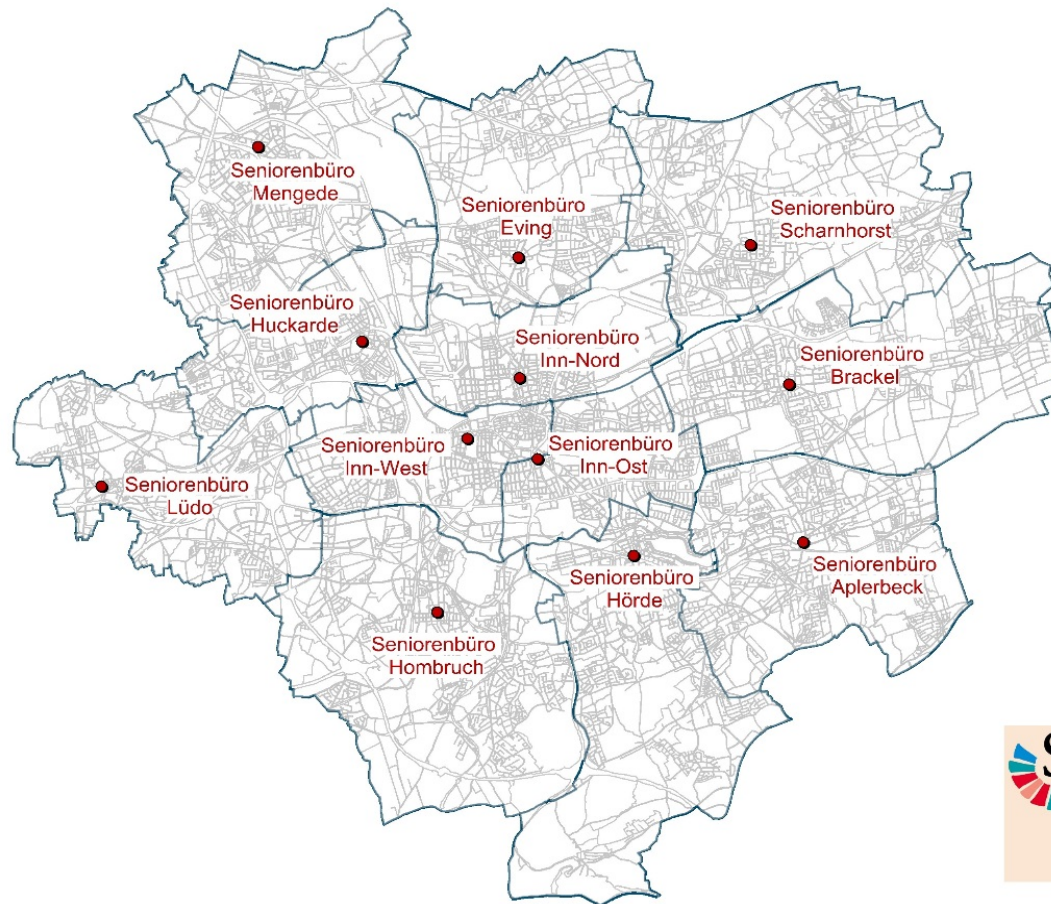 Seniorenbüro
Mengede
Seniorenbüro
Eving
Seniorenbüro
Scharnhorst
Seniorenbüro
Huckarde
Seniorenbüro
Inn-Nord
Seniorenbüro
Brackel
Seniorenbüro
Inn-West
Seniorenbüro
Inn-Ost
Seniorenbüro
Lüdo
Seniorenbüro
Aplerbeck
Seniorenbüro
Hörde
Seniorenbüro
Hombruch
S